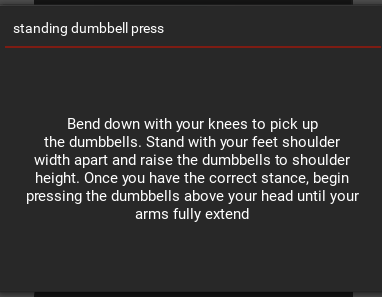 standing dumbbell press
Bend down with your knees to pick up
the dumbbells. Stand with your feet shoulder
width apart and raise the dumbbells to shoulder
height. Once you have the correct stance, begin
pressing the dumbbells above your head until your
arms fully extend